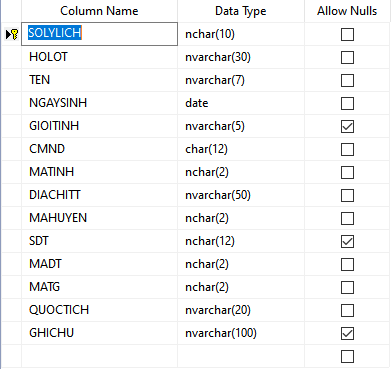 Column Name Data Type Allow Nulls
SOLYLICH nchar(10)
HOLOT nvarchar(30)
TEN nvarchar(7)
NGAYSINH date
GIOITINH nvarchar(5)
CMND char(12)
MATINH nchar(2)
DIACHITT nvarchar(50)
MAHUYEN nchar(2)
SDT nchar(12)
MADT nchar(2)
MATG nchar(2)
QUOCTICH nvarchar(20)
GHICHU nvarchar(100)